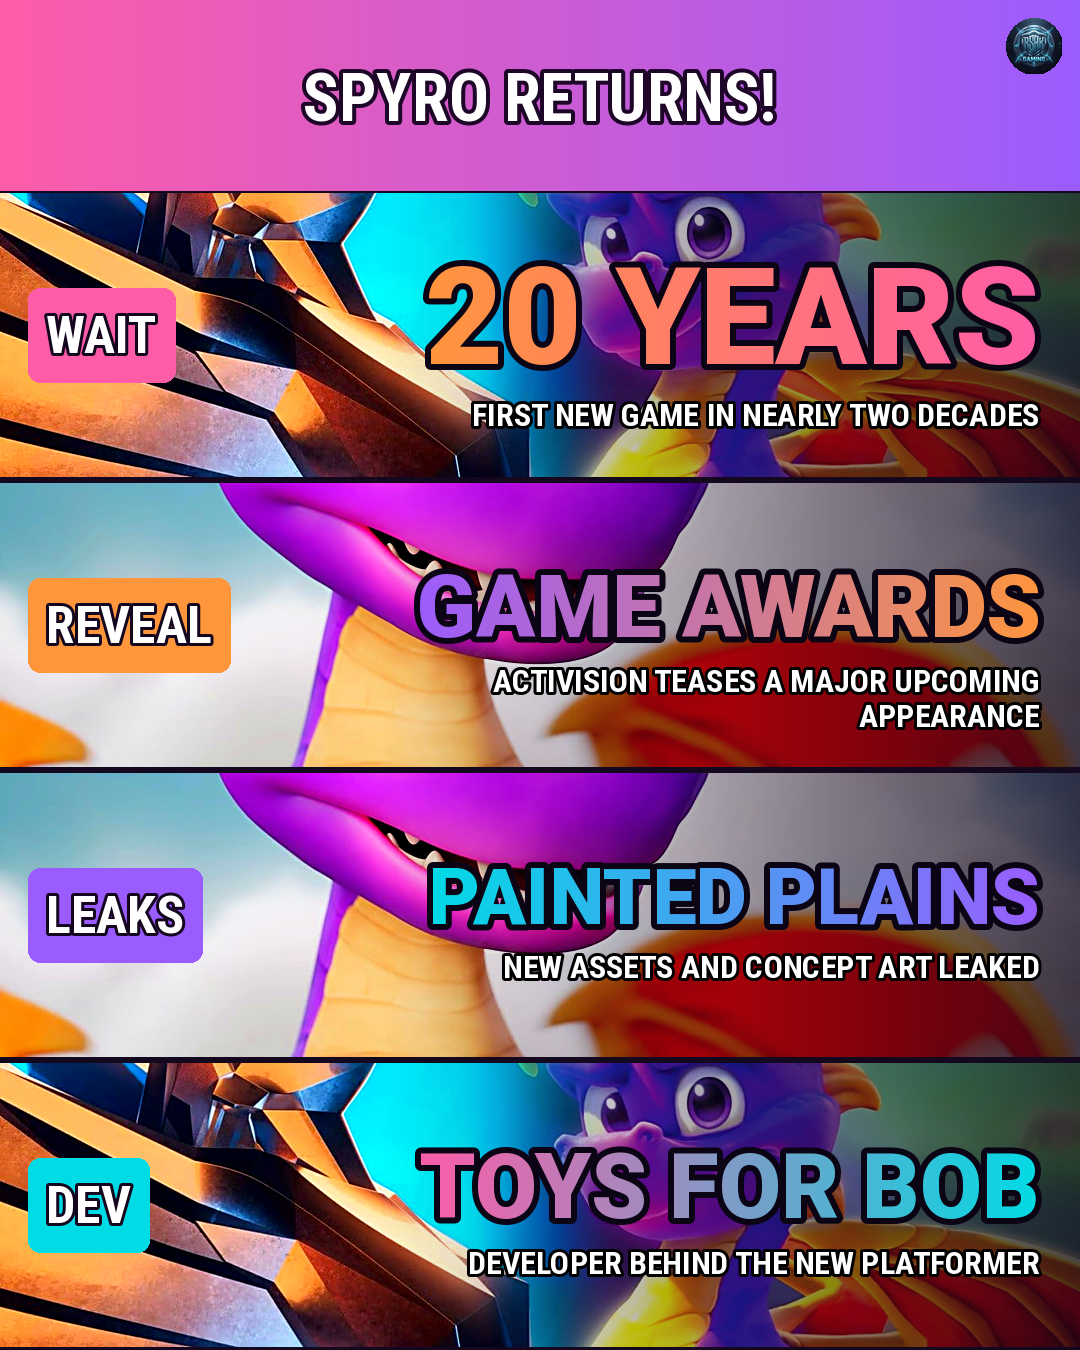 SPYRO RETURNS!
WAIT
20 YEARS
FIRST NEW GAME IN NEARLY TWO DECADES
REVEAL
GAME AWARDS
ACTIVISION TEASES A MAJOR UPCOMING
APPEARANCE
LEAKS
PAINTED PLAINS
NEW ASSETS AND CONCEPT ART LEAKED
DEV
TOYS FOR BOB
DEVELOPER BEHIND THE NEW PLATFORMER
GAMING